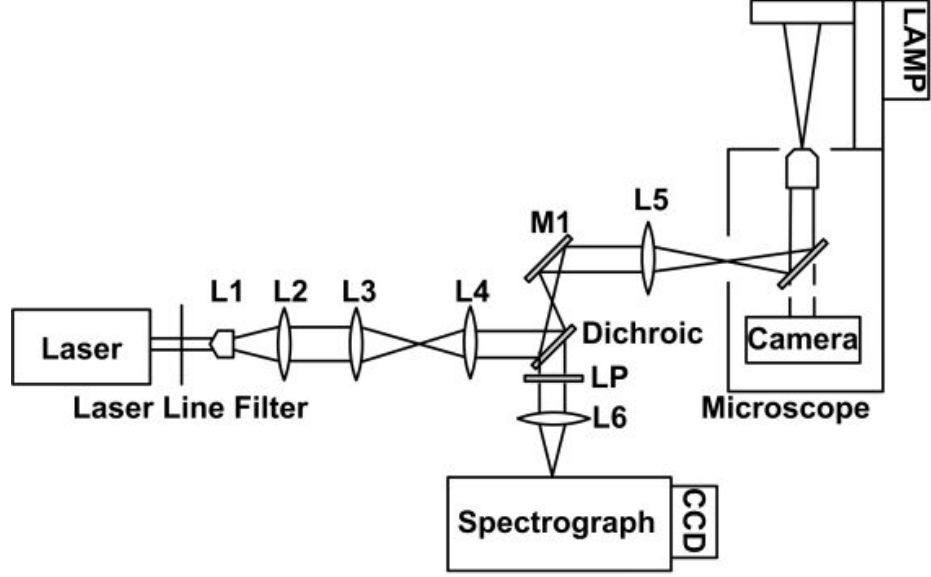 LAMP
L5
M1
L1
L2
L3
L4
Dichroic
Laser
Camera
LP
Laser Line Filter
Microscope
L6
Spectrograph
CCD